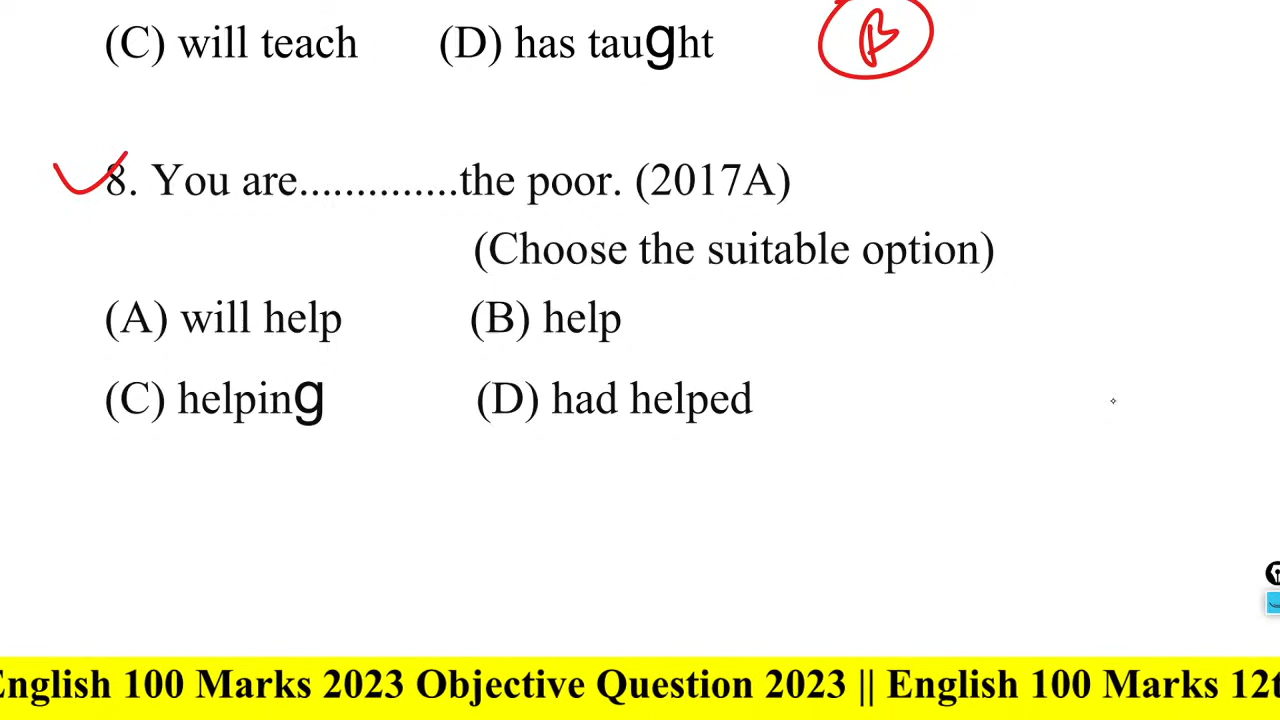 (C) will teach (D) has taught B
8. You are..............the poor. (2017A)
(Choose the suitable option)
(A) will help (B) help
(C) helping (D) had helped
English 100 Marks 2023 Objective Question 2023 || English 100 Marks 12t